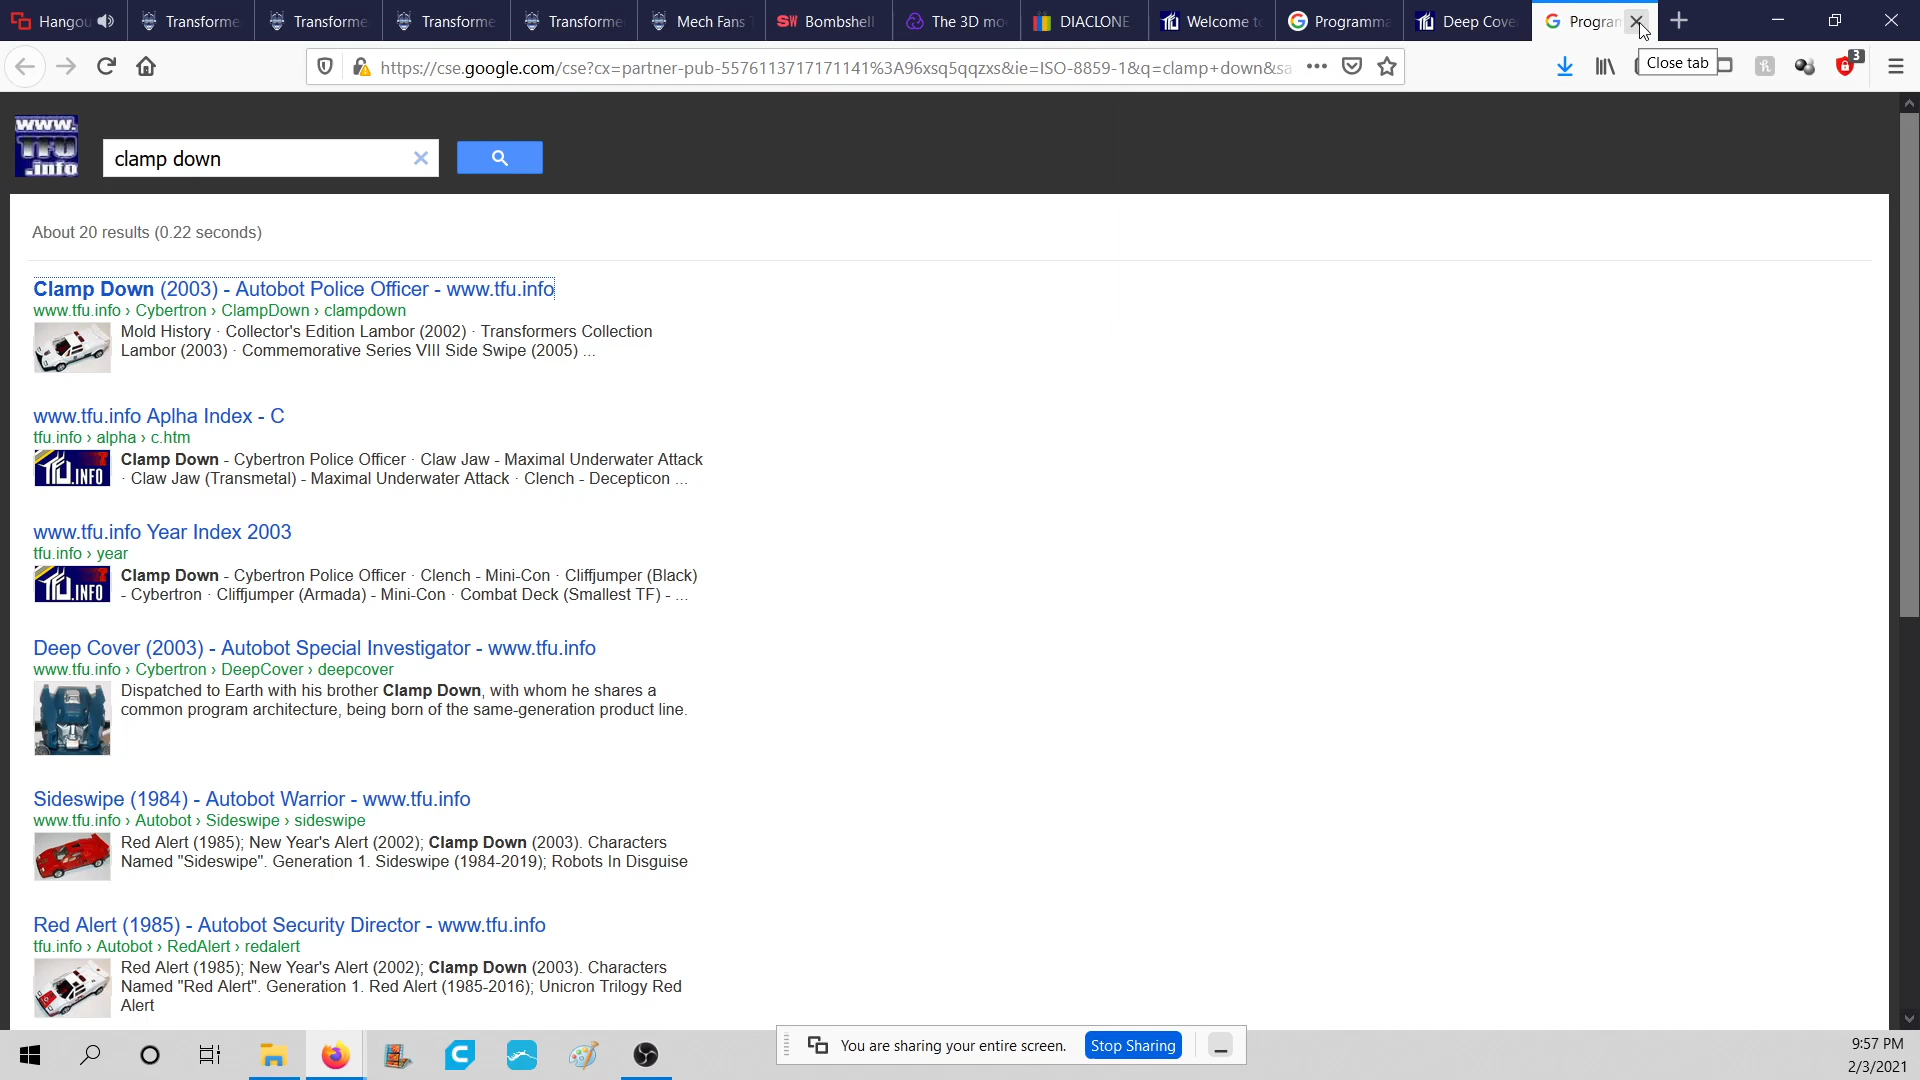 Hangou
Transforme
Transforme
Transforme
Transforme
Mech Fans
SW Bombshell
The 3D mo
DIACLONE
Welcome to
Programma
Deep Cove
Program
https://cse.google.com/cse?cx=partner-pub-5576113717171141%3A96xsq5qqzxs&ie=ISO-8859-1&q=clamp+down&sa
Close tab
3
www.
TFU
.info
clamp down
About 20 results (0.22 seconds)
Clamp Down (2003) - Autobot Police Officer - www.tfu.info
www.tfu.info › Cybertron › ClampDown › clampdown
Mold History · Collector's Edition Lambor (2002) · Transformers Collection
Lambor (2003) · Commemorative Series VIII Side Swipe (2005) ...
www.tfu.info Aplha Index - C
tfu.info › alpha › c.htm
TFU.INFO
Clamp Down - Cybertron Police Officer · Claw Jaw - Maximal Underwater Attack
· Claw Jaw (Transmetal) - Maximal Underwater Attack · Clench - Decepticon ...
www.tfu.info Year Index 2003
tfu.info › year
TFU.INFO
Clamp Down - Cybertron Police Officer · Clench - Mini-Con · Cliffjumper (Black)
- Cybertron · Cliffjumper (Armada) - Mini-Con · Combat Deck (Smallest TF) - ...
Deep Cover (2003) - Autobot Special Investigator - www.tfu.info
www.tfu.info › Cybertron › DeepCover › deepcover
Dispatched to Earth with his brother Clamp Down, with whom he shares a
common program architecture, being born of the same-generation product line.
Sideswipe (1984) - Autobot Warrior - www.tfu.info
www.tfu.info › Autobot › Sideswipe › sideswipe
Red Alert (1985); New Year's Alert (2002); Clamp Down (2003). Characters
Named "Sideswipe". Generation 1. Sideswipe (1984-2019); Robots In Disguise
Red Alert (1985) - Autobot Security Director - www.tfu.info
tfu.info › Autobot › RedAlert › redalert
Red Alert (1985); New Year's Alert (2002); Clamp Down (2003). Characters
Named "Red Alert". Generation 1. Red Alert (1985-2016); Unicron Trilogy Red
Alert
You are sharing your entire screen.
Stop Sharing
9:57 PM
2/3/2021